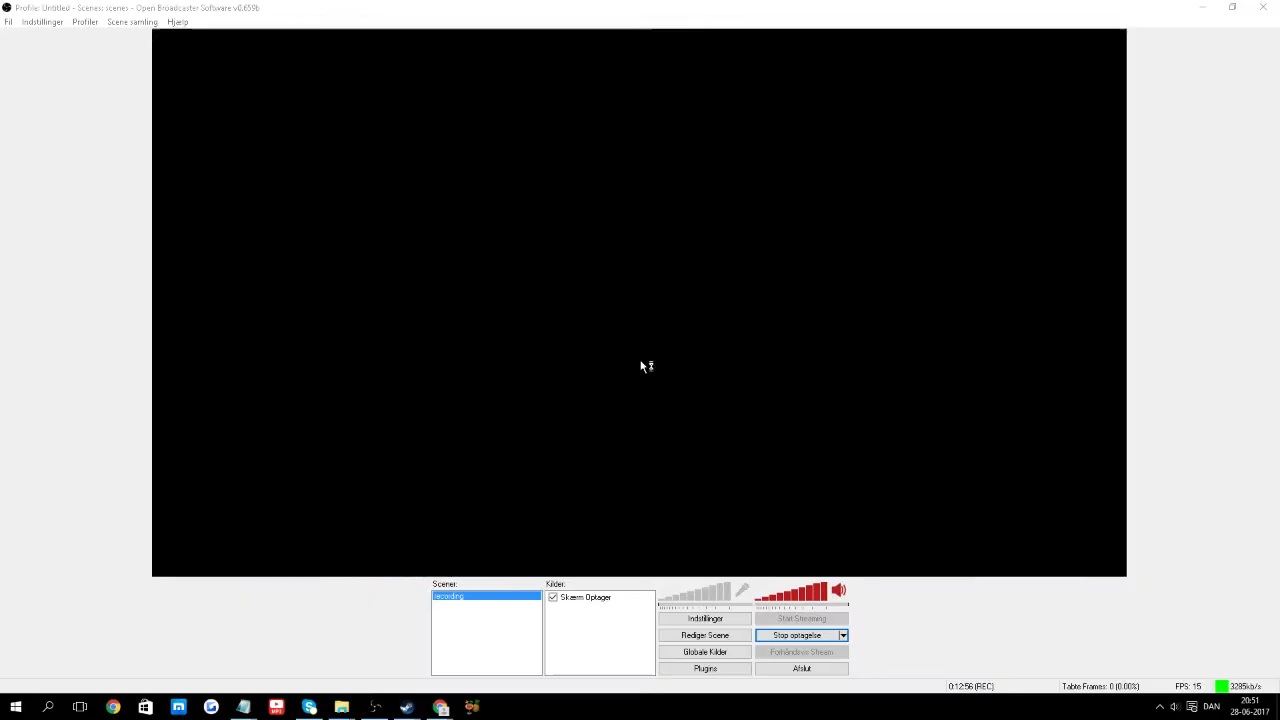 Profile: Untitled - Scenes: scenes - Open Broadcaster Software v0.659b
Fil Indstillinger Profiler Scene samling Hjælp
Scener: Kilder:
recording
Skærm Optager
Indstillinger Start Streaming
Rediger Scene Stop optagelse
Globale Kilder Forhåndsvis Stream
Plugins Afslut
0:12:56 (REC) Tabte Frames: 0 (0.00%) FPS: 15 3285kb/s
DAN
20:51
28-06-2017